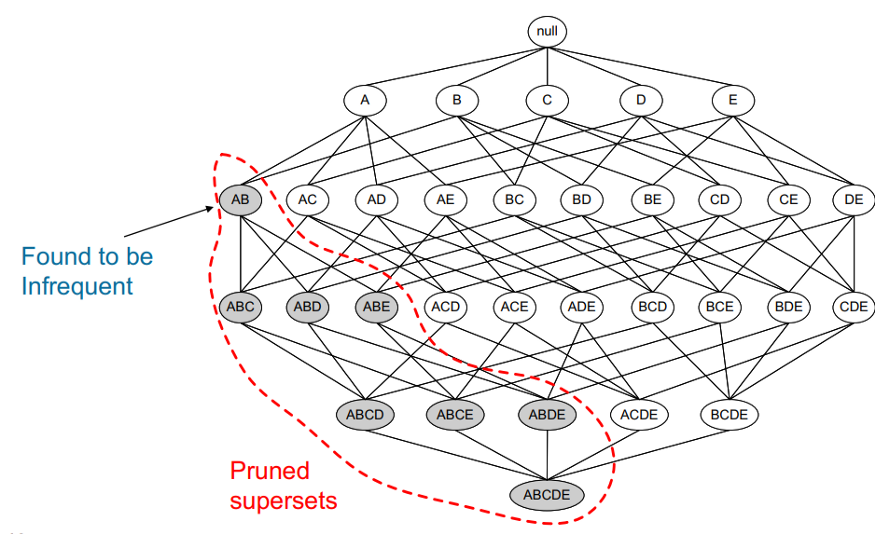 null
A B C D E
AB AC AD AE BC BD BE CD CE DE
Found to be
Infrequent
ABC ABD ABE ACD ACE ADE BCD BCE BDE CDE
ABCD ABCE ABDE ACDE BCDE
Pruned
supersets
ABCDE